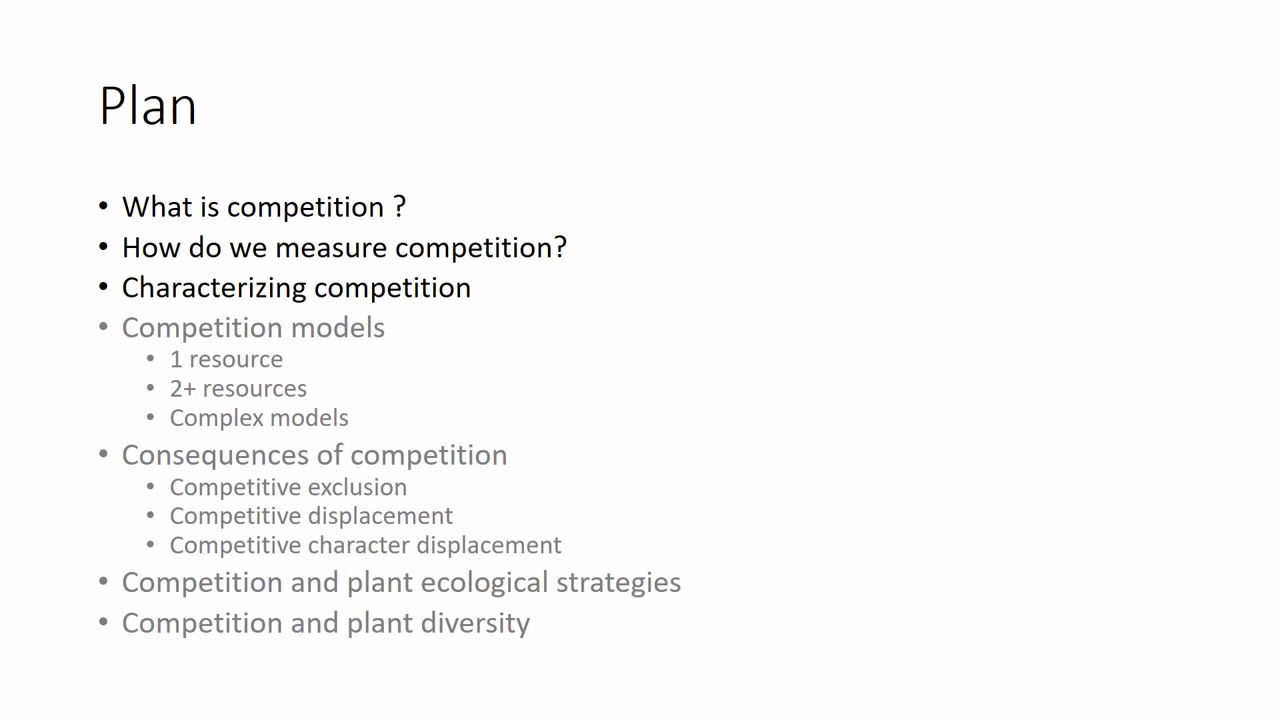 Plan
• What is competition ?
• How do we measure competition?
• Characterizing competition
• Competition models
• 1 resource
• 2+ resources
• Complex models
• Consequences of competition
• Competitive exclusion
• Competitive displacement
• Competitive character displacement
• Competition and plant ecological strategies
• Competition and plant diversity